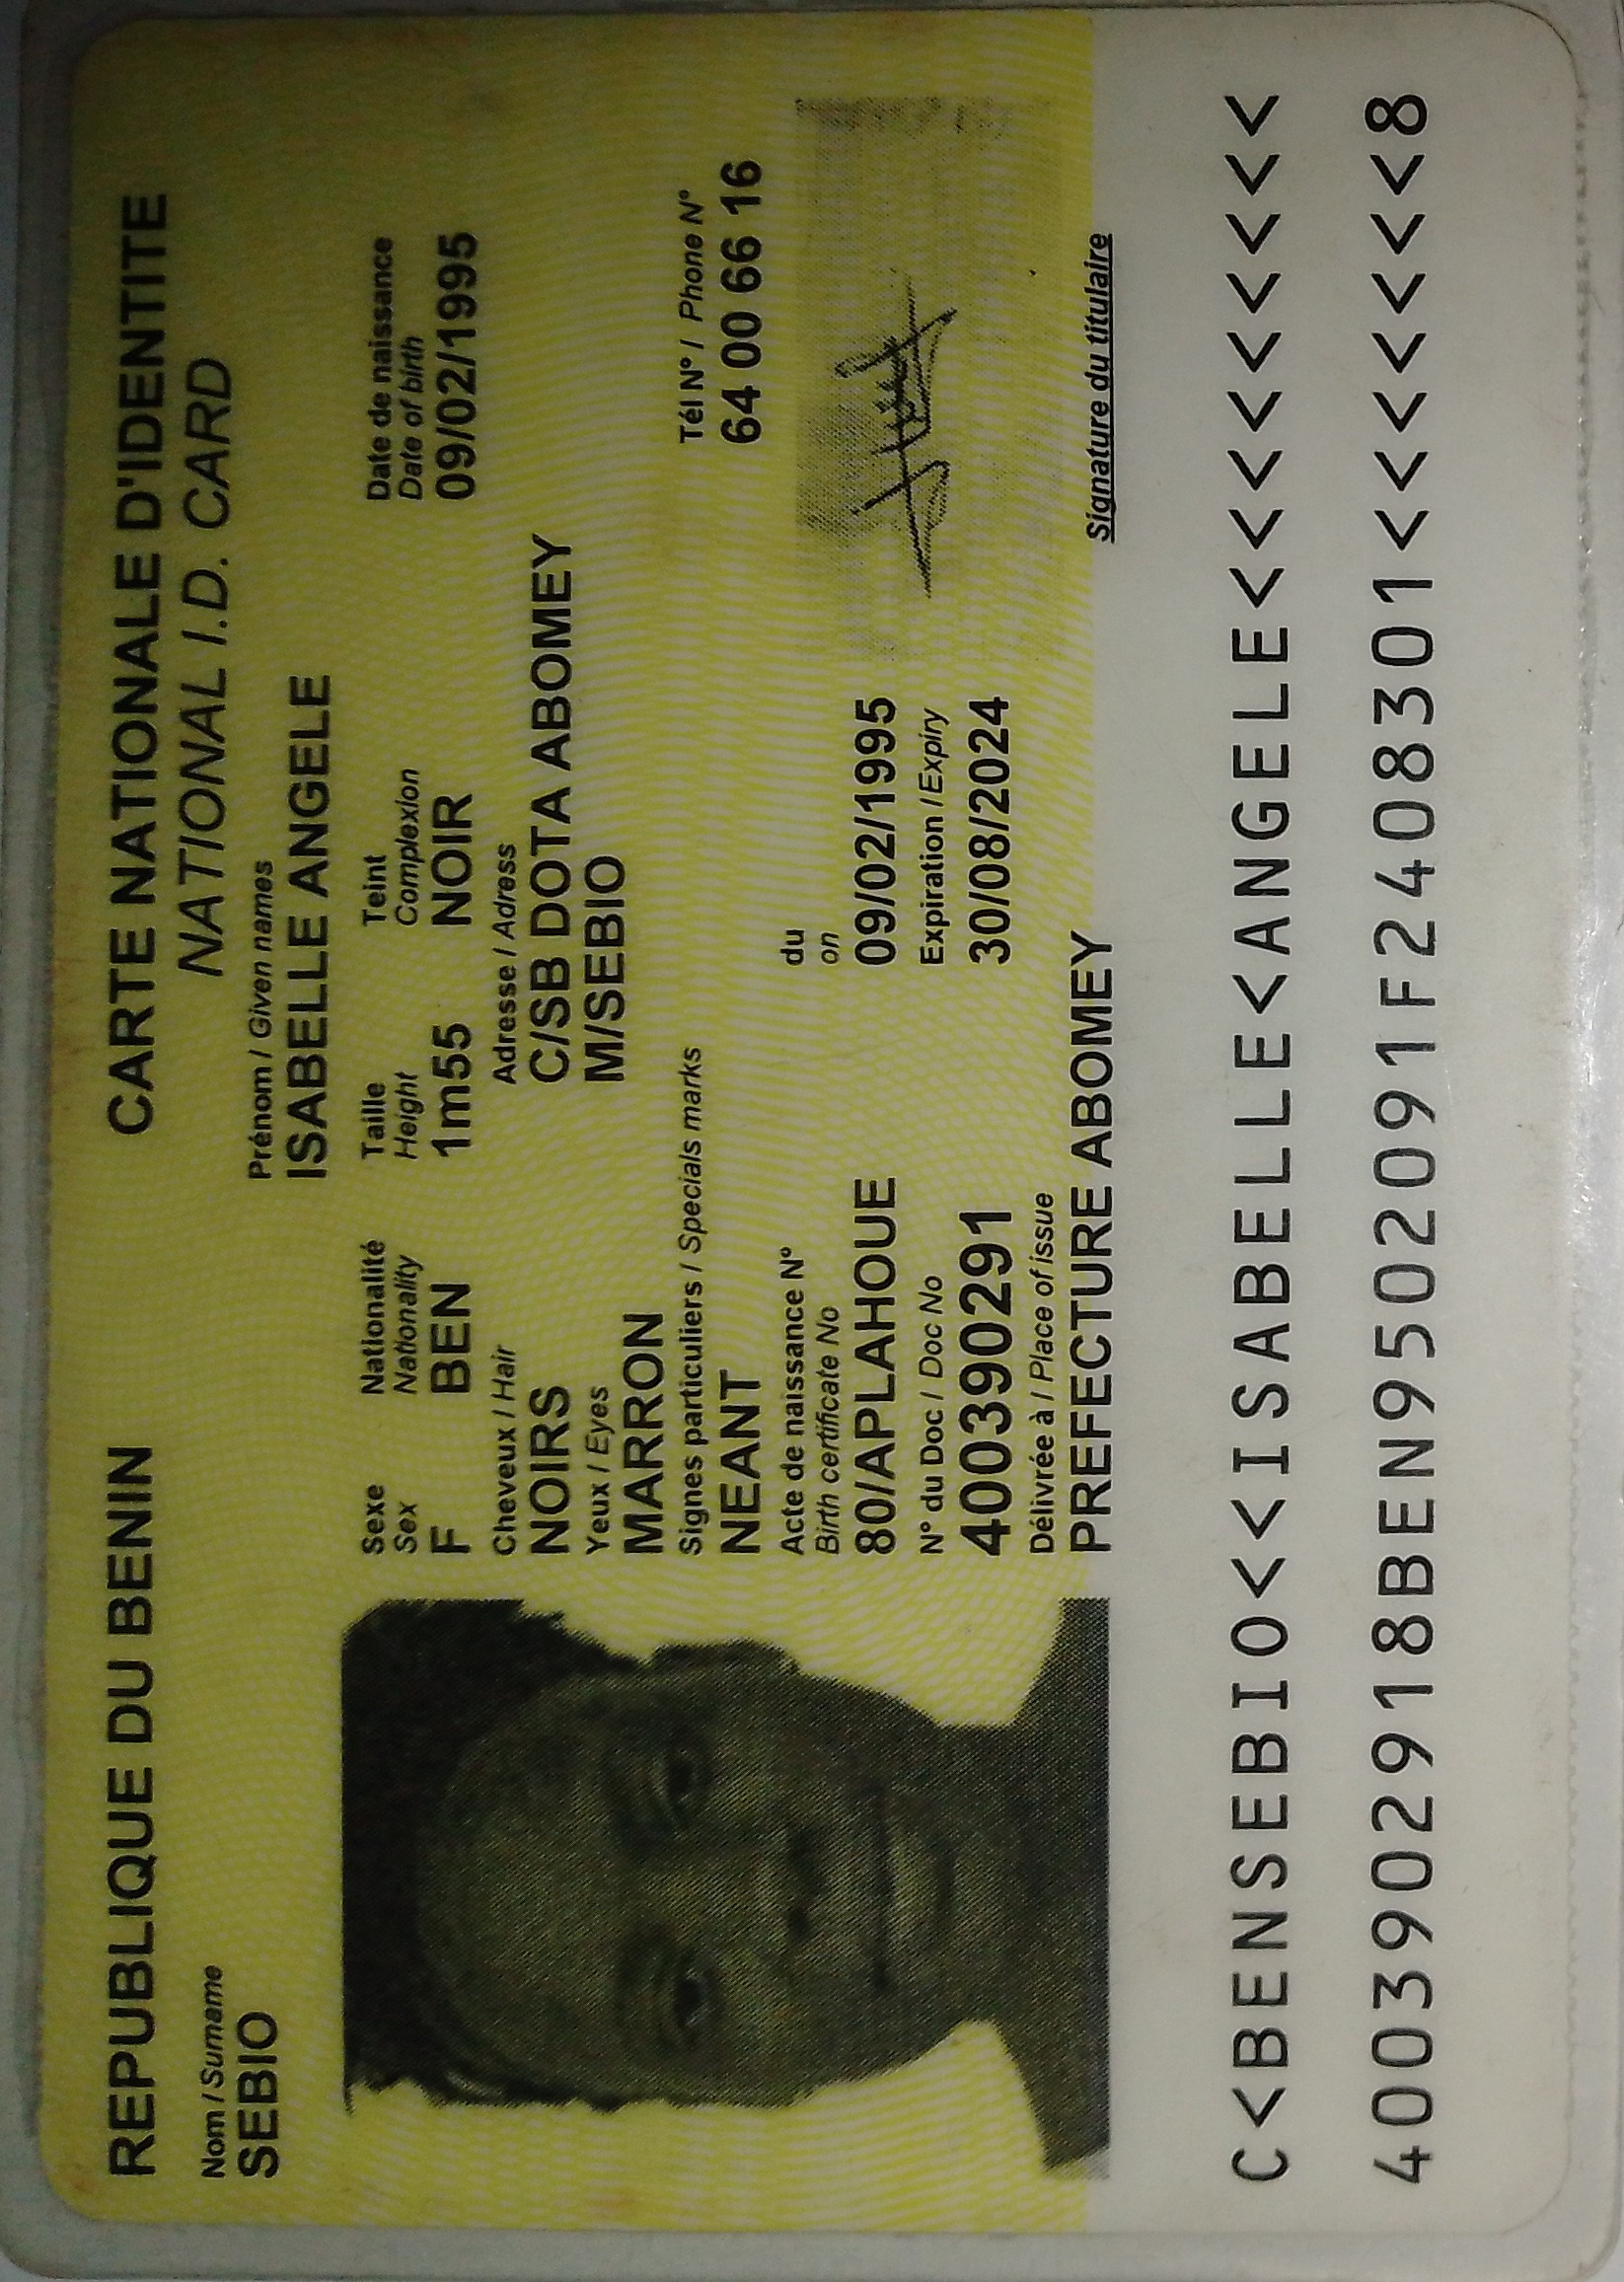 REPUBLIQUE DU BENIN
CARTE NATIONALE D'IDENTITE
NATIONAL I.D. CARD
Nom / Surname
SEBIO
Prénom / Given names
ISABELLE ANGELE
Sexe Nationalité Taille Teint Date de naissance
Sex Nationality Height Complexion Date of birth
F BEN 1m55 NOIR 09/02/1995
Cheveux / Hair Adresse / Adress
NOIRS C/SB DOTA ABOMEY
Yeux / Eyes M/SEBIO
MARRON
Signes particuliers / Specials marks Tél N° / Phone N°
NEANT 64 00 66 16
Acte de naissance N° du
Birth certificate No on
80/APLAHOUE 09/02/1995
N° du Doc / Doc No Expiration / Expiry
400390291 30/08/2024
Délivrée à / Place of issue
PREFECTURE ABOMEY
Signature du titulaire
C<BENSEBIO<<ISABELLE<ANGELE<<<<<<<<<
4003902918BEN9502091F2408301<<<<<<<8